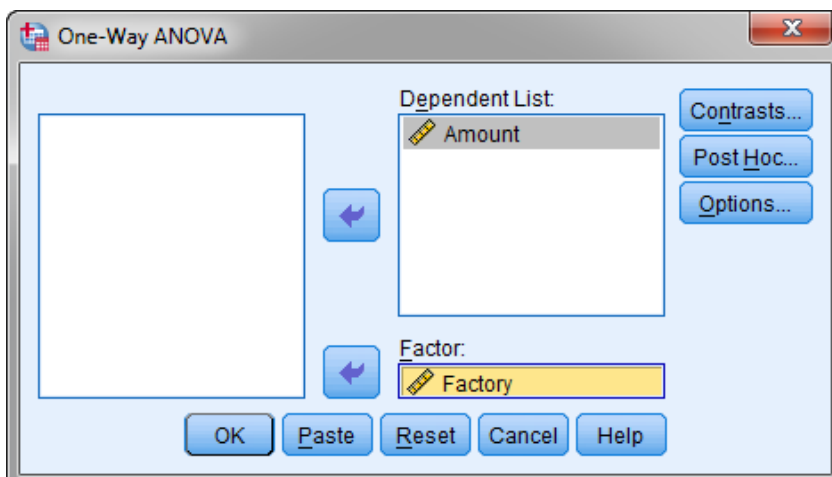 One-Way ANOVA
Dependent List:
Amount
Contrasts...
Post Hoc...
Options...
Factor:
Factory
OK Paste Reset Cancel Help